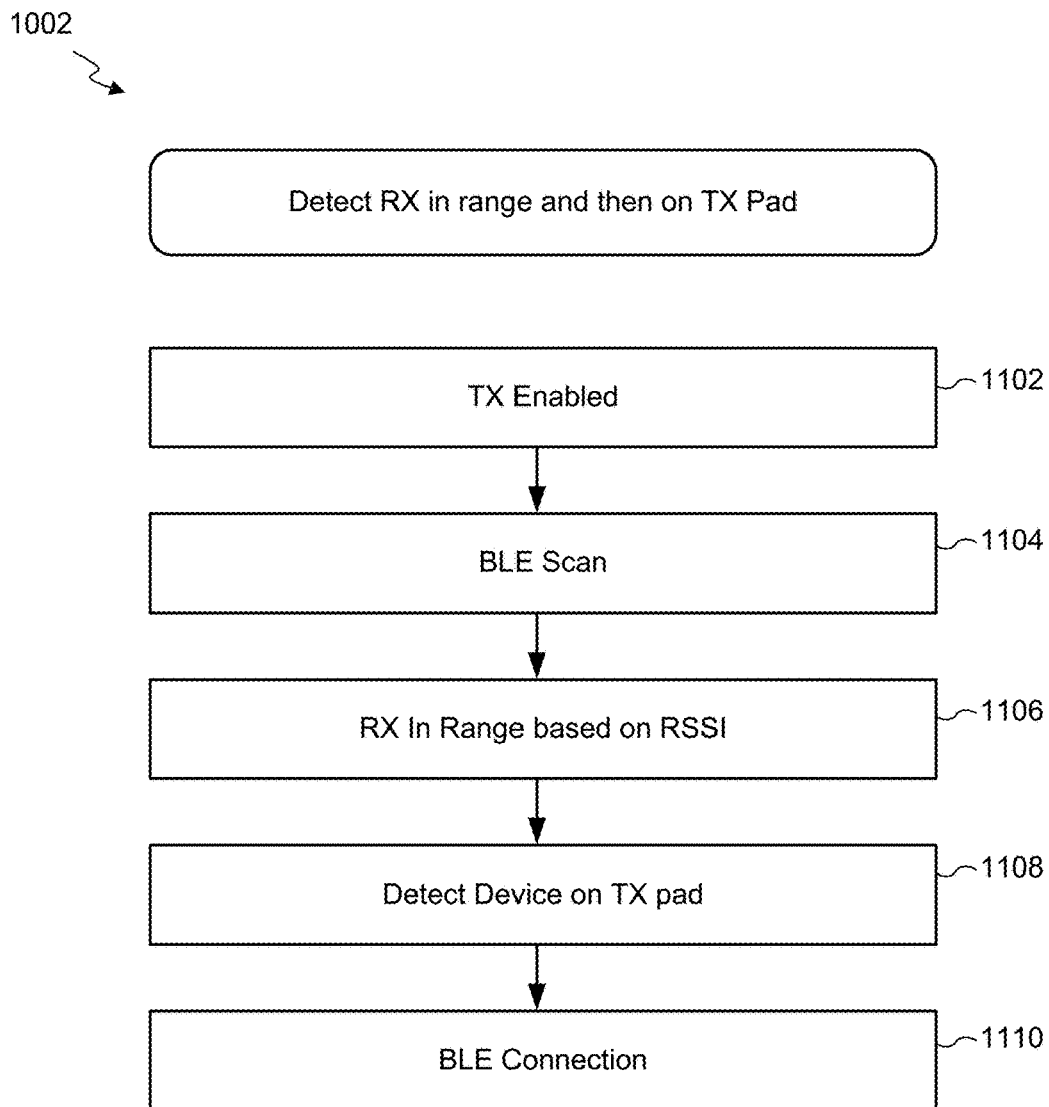 1002
Detect RX in range and then on TX Pad
TX Enabled
1102
BLE Scan
1104
RX In Range based on RSSI
1106
Detect Device on TX pad
1108
BLE Connection
1110